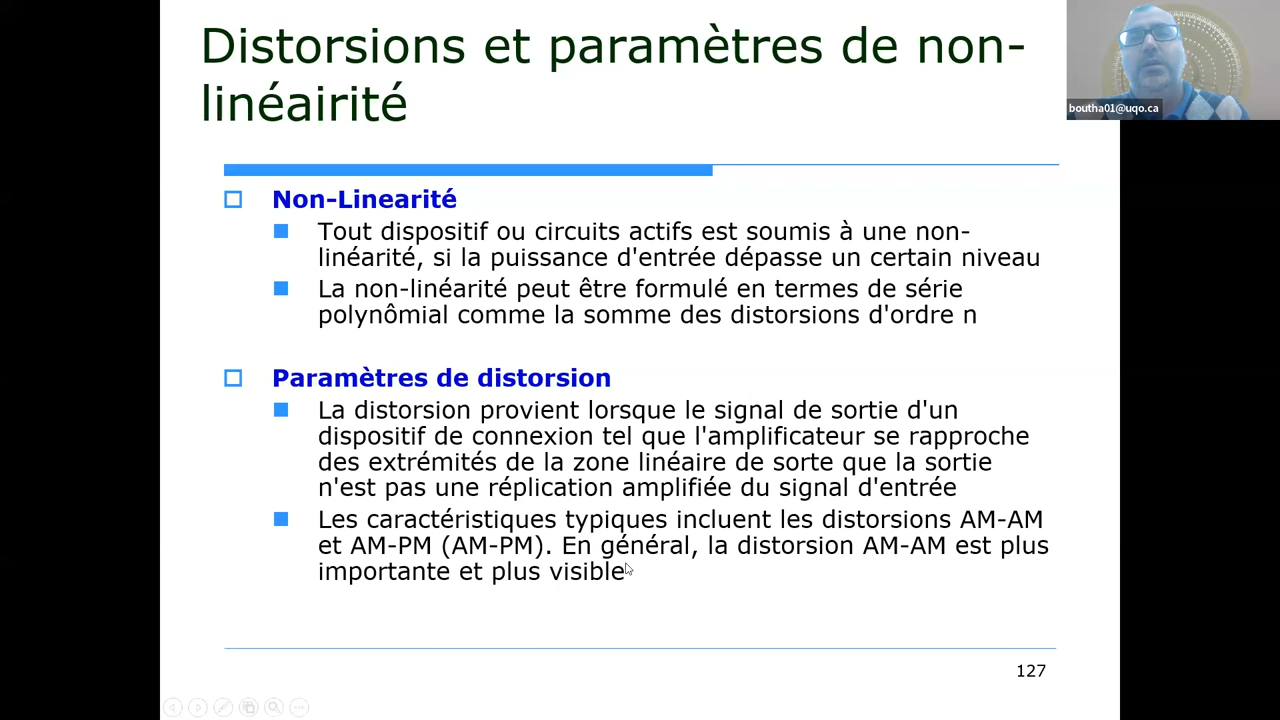 Distorsions et paramètres de non-
linéairité
boutha01@uqo.ca
Non-Linearité
Tout dispositif ou circuits actifs est soumis à une non-
linéarité, si la puissance d'entrée dépasse un certain niveau
La non-linéarité peut être formulé en termes de série
polynômial comme la somme des distorsions d'ordre n
Paramètres de distorsion
La distorsion provient lorsque le signal de sortie d'un
dispositif de connexion tel que l'amplificateur se rapproche
des extrémités de la zone linéaire de sorte que la sortie
n'est pas une réplication amplifiée du signal d'entrée
Les caractéristiques typiques incluent les distorsions AM-AM
et AM-PM (AM-PM). En général, la distorsion AM-AM est plus
importante et plus visible
127